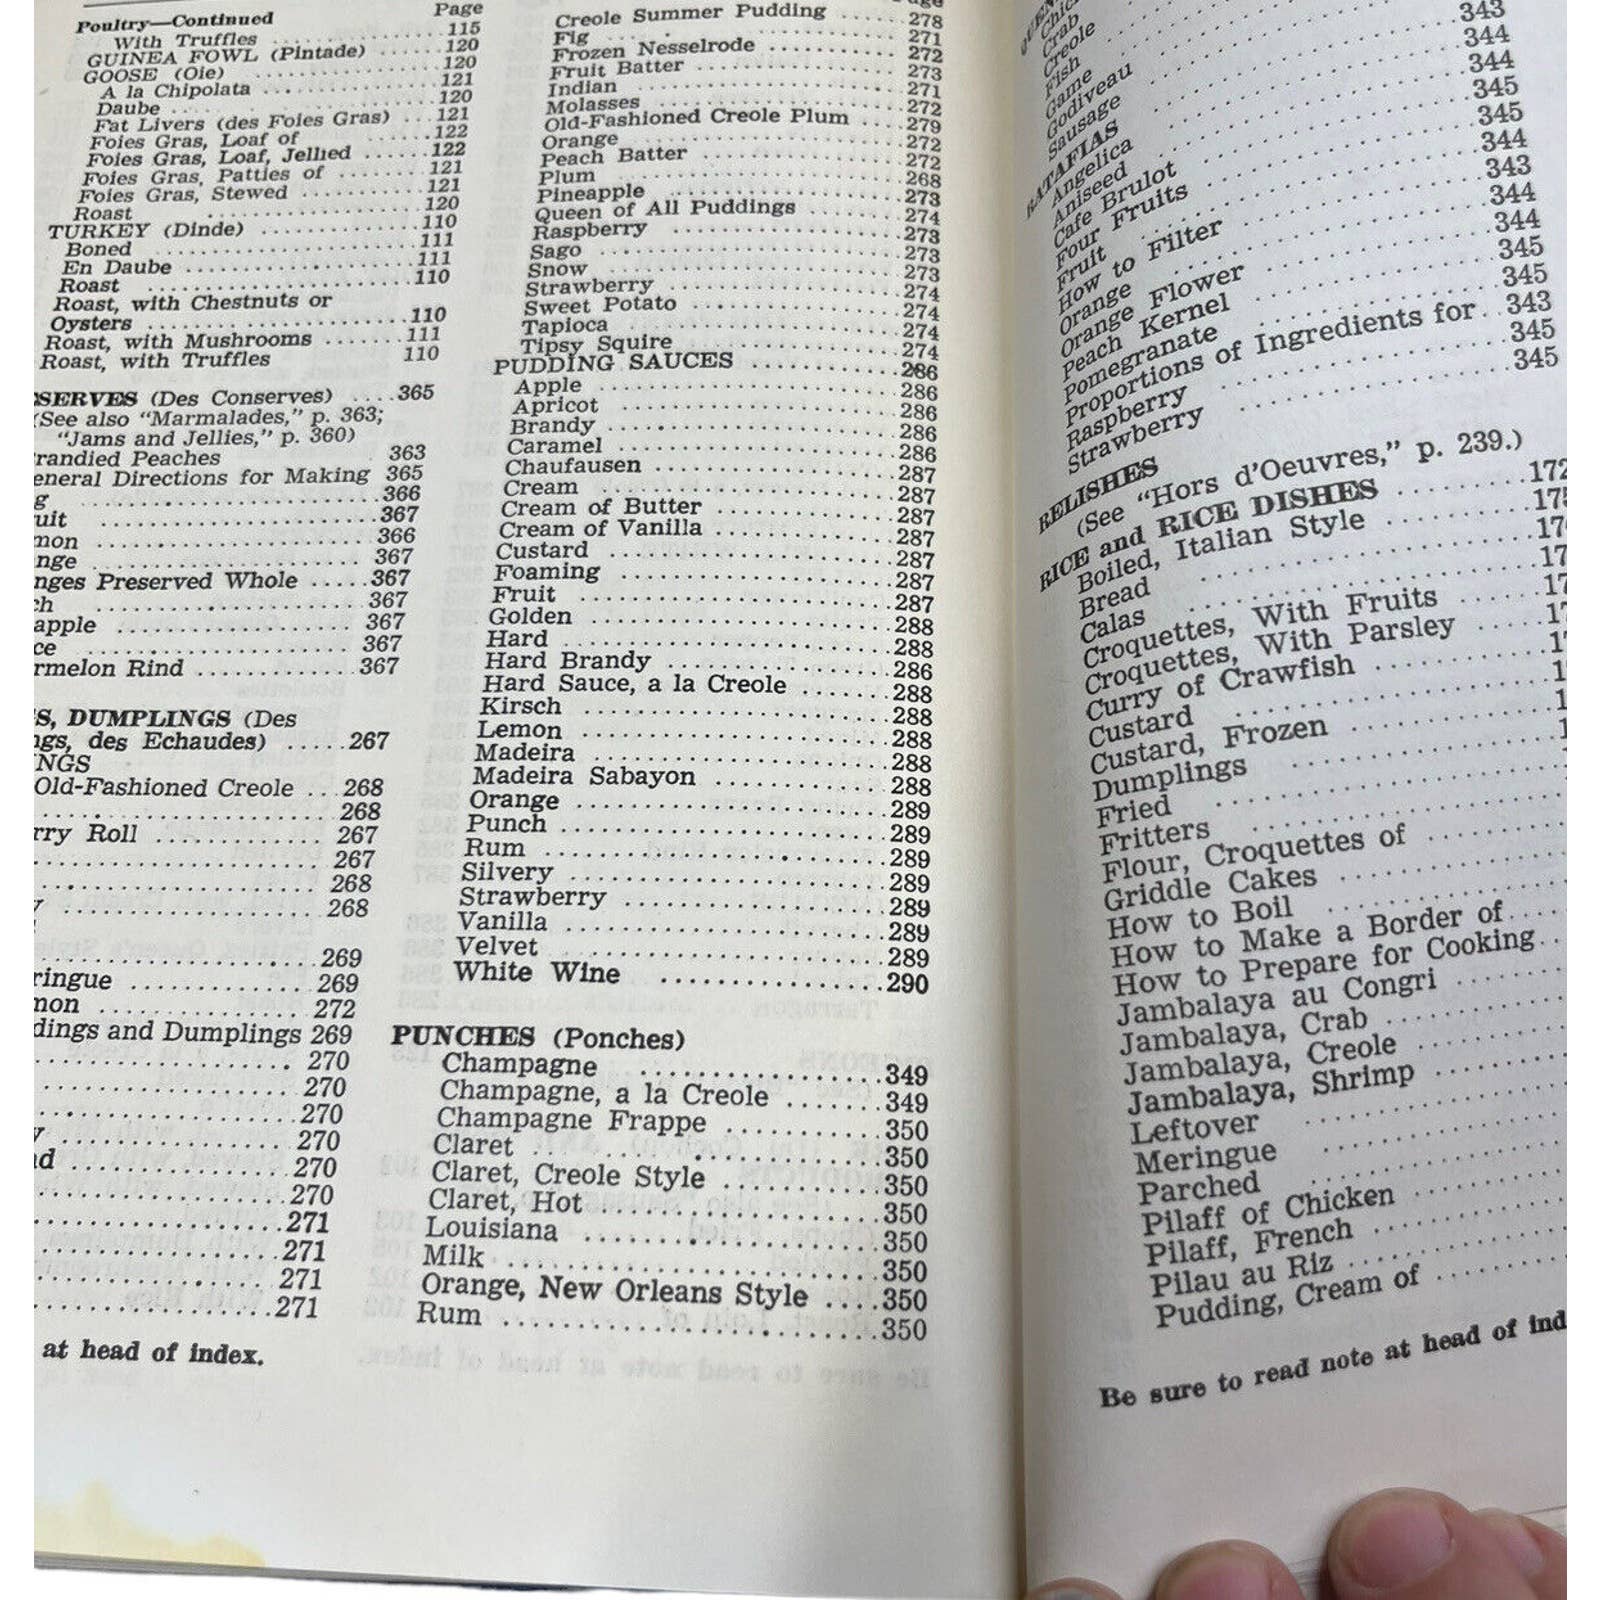 Poultry—Continued Page
With Truffles 115
GUINEA FOWL (Pintade) 120
GOOSE (Oie) 120
A la Chipolata 121
Daube 120
Fat Livers (des Foies Gras) 121
Foies Gras, Loaf of 122
Foies Gras, Loaf, Jellied 122
Foies Gras, Patties of 121
Foies Gras, Stewed 121
Roast 120
TURKEY (Dinde) 110
Boned 111
En Daube 111
Roast 110
Roast, with Chestnuts or
Oysters 110
Roast, with Mushrooms 111
Roast, with Truffles 110
SERVES (Des Conserves) 365
(See also "Marmalades," p. 363;
"Jams and Jellies," p. 360)
randied Peaches 363
eneral Directions for Making 365
g 366
uit 367
mon 366
nge 367
nges Preserved Whole 367
ch 367
apple 367
ce 367
rmelon Rind 367
S, DUMPLINGS (Des
ngs, des Echaudes) 267
NGS
Old-Fashioned Creole 268
268
rry Roll 267
267
268
y 268
269
ringue 269
mon 272
dings and Dumplings 269
270
270
270
y 270
ad 270
270
271
271
271
271
at head of index.
Creole Summer Pudding 278
Fig 271
Frozen Nesselrode 272
Fruit Batter 273
Indian 271
Molasses 272
Old-Fashioned Creole Plum 279
Orange 272
Peach Batter 272
Plum 268
Pineapple 273
Queen of All Puddings 274
Raspberry 273
Sago 273
Snow 273
Strawberry 274
Sweet Potato 274
Tapioca 274
Tipsy Squire 274
PUDDING SAUCES 286
Apple 286
Apricot 286
Brandy 286
Caramel 286
Chaufausen 287
Cream 287
Cream of Butter 287
Cream of Vanilla 287
Custard 287
Foaming 287
Fruit 287
Golden 288
Hard 288
Hard Brandy 286
Hard Sauce, a la Creole 288
Kirsch 288
Lemon 288
Madeira 288
Madeira Sabayon 288
Orange 289
Punch 289
Rum 289
Silvery 289
Strawberry 289
Vanilla 289
Velvet 289
White Wine 290
PUNCHES (Ponches)
Champagne 349
Champagne, a la Creole 349
Champagne Frappe 350
Claret 350
Claret, Creole Style 350
Claret, Hot 350
Louisiana 350
Milk 350
Orange, New Orleans Style 350
Rum 350
Crab
Creole
Fish
Game
Godiveau
Sausage
RATAFIAS 343
Angelica 344
Aniseed 344
Cafe Brulot 345
Four Fruits 345
Fruit 344
How to Filter 343
Orange 344
Orange Flower 344
Peach Kernel 345
Pomegranate 345
Proportions of Ingredients for 343
Raspberry 345
Strawberry 345
RELISHES
(See "Hors d'Oeuvres," p. 239.)
RICE and RICE DISHES 172
Boiled, Italian Style 175
Bread 17
Calas 17
Croquettes, With Fruits 17
Croquettes, With Parsley 17
Curry of Crawfish 1
Custard 1
Custard, Frozen 1
Dumplings 1
Fried
Fritters
Flour, Croquettes of
Griddle Cakes
How to Boil
How to Make a Border of
How to Prepare for Cooking
Jambalaya au Congri
Jambalaya, Crab
Jambalaya, Creole
Jambalaya, Shrimp
Leftover
Meringue
Parched
Pilaff of Chicken
Pilaff, French
Pilau au Riz
Pudding, Cream of
Be sure to read note at head of ind